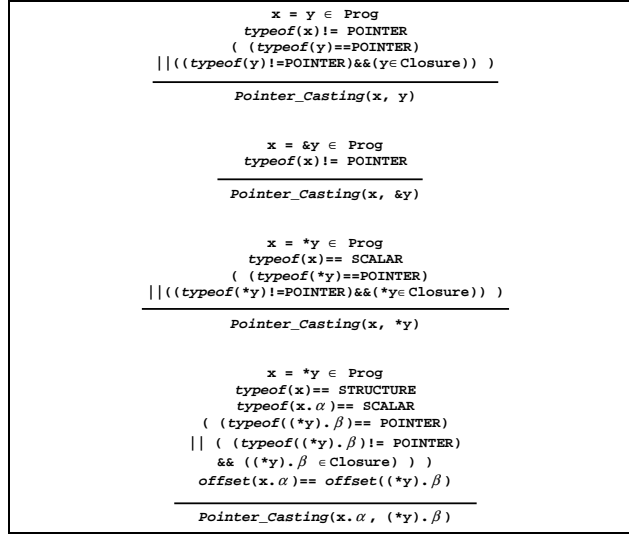 x = y ∈ Prog
typeof(x)!= POINTER
( (typeof(y)==POINTER)
||((typeof(y)!=POINTER)&&(y∈Closure)) )
Pointer_Casting(x, y)
x = &y ∈ Prog
typeof(x)!= POINTER
Pointer_Casting(x, &y)
x = *y ∈ Prog
typeof(x)== SCALAR
( (typeof(*y)==POINTER)
||((typeof(*y)!=POINTER)&&(*y∈Closure)) )
Pointer_Casting(x, *y)
x = *y ∈ Prog
typeof(x)== STRUCTURE
typeof(x.α)== SCALAR
( (typeof((*y).β)== POINTER)
|| ( (typeof((*y).β)!= POINTER)
&& ((*y).β ∈Closure) ) )
offset(x.α)== offset((*y).β)
Pointer_Casting(x.α, (*y).β)